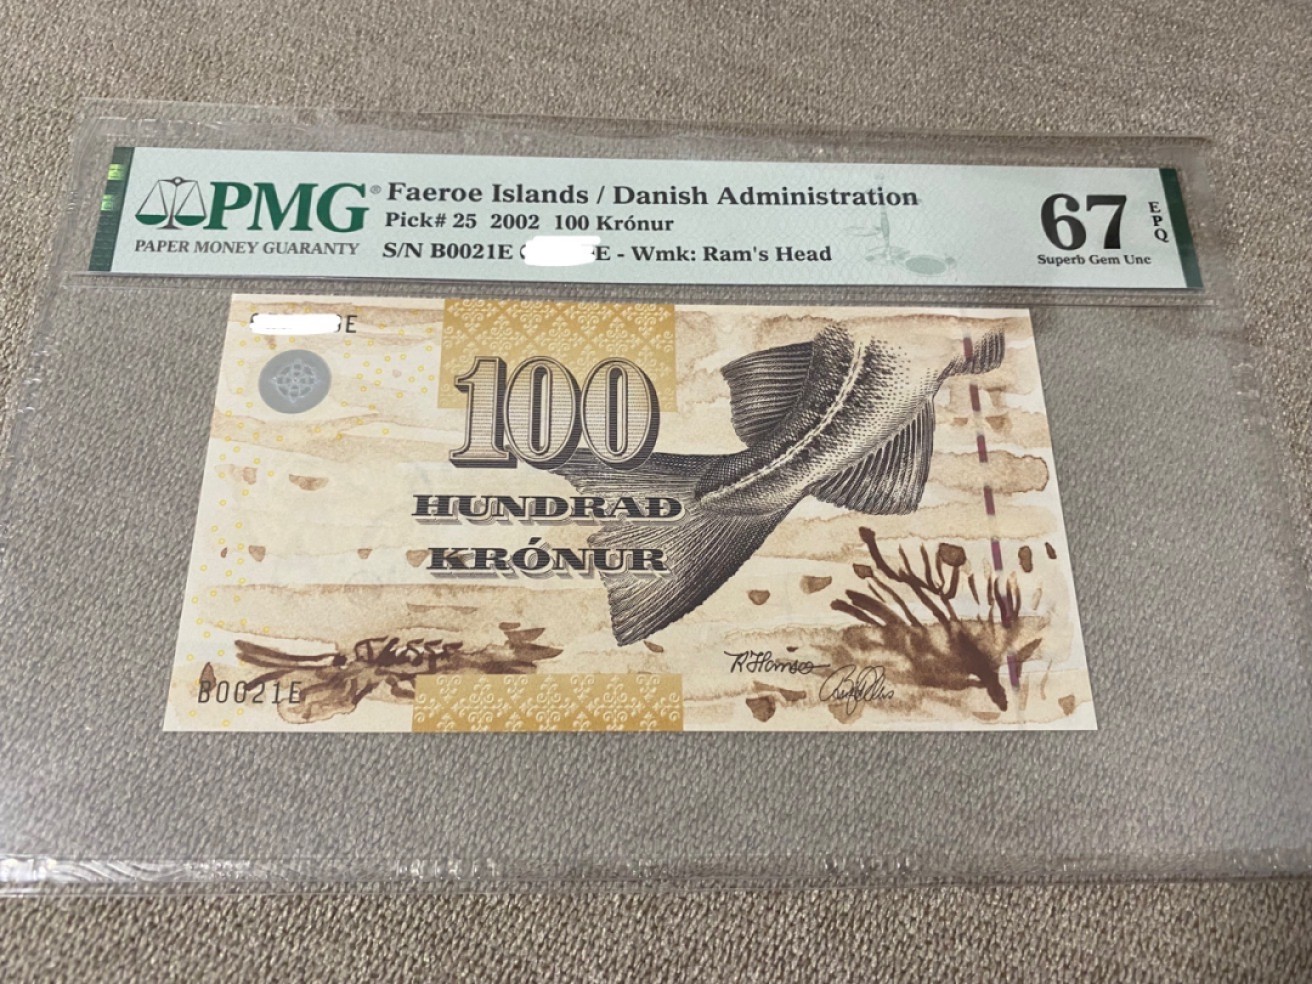 PMG®
PAPER MONEY GUARANTY
Faeroe Islands / Danish Administration
Pick# 25 2002 100 Krónur
S/N B0021E E - Wmk: Ram's Head
67
EPQ
Superb Gem Unc
E
100
HUNDRAÐ
KRÓNUR
B0021E